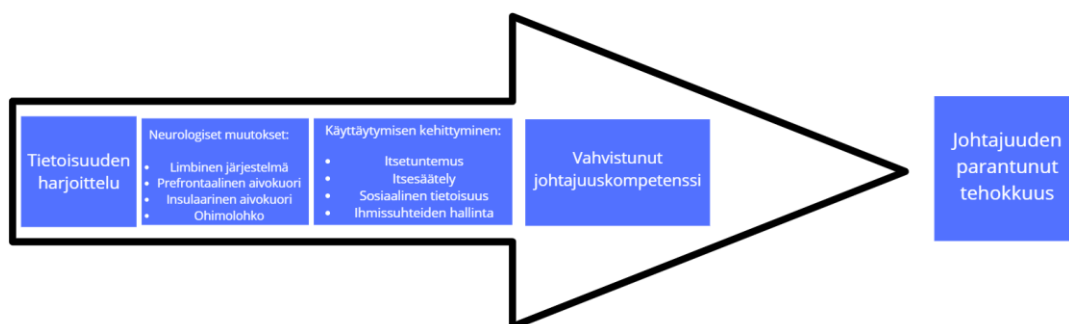 Tietoisuuden
harjoittelu
Neurologiset muutokset:
• Limbinen järjestelmä
• Prefrontaalinen aivokuori
• Insulaarinen aivokuori
• Ohimolohko
Käyttäytymisen kehittyminen:
• Itsetuntemus
• Itsesäätely
• Sosiaalinen tietoisuus
• Ihmissuhteiden hallinta
Vahvistunut
johtajuuskompetenssi
Johtajuuden
parantunut
tehokkuus